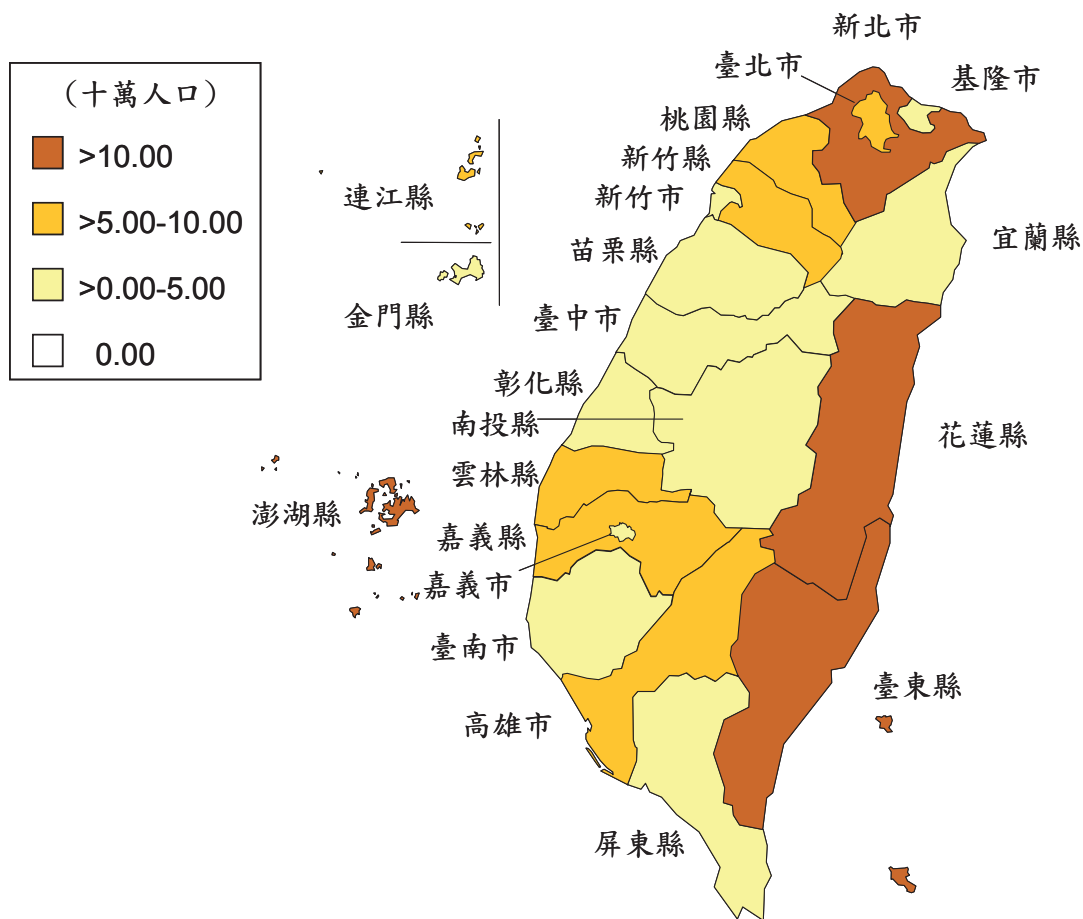 (十萬人口)
>10.00
>5.00-10.00
>0.00-5.00
0.00
新北市
臺北市
基隆市
桃園縣
新竹縣
新竹市
連江縣
苗栗縣
宜蘭縣
金門縣
臺中市
彰化縣
南投縣
花蓮縣
雲林縣
澎湖縣
嘉義縣
嘉義市
臺南市
臺東縣
高雄市
屏東縣